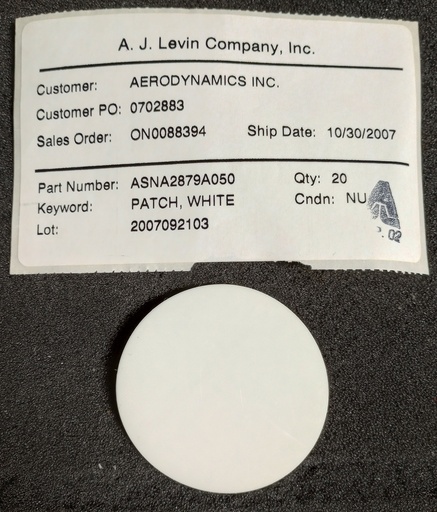 A. J. Levin Company, Inc.
Customer: AERODYNAMICS INC.
Customer PO: 0702883
Sales Order: ON0088394 Ship Date: 10/30/2007
Part Number: ASNA2879A050 Qty: 20
Keyword: PATCH, WHITE Cndn: NU
Lot: 2007092103